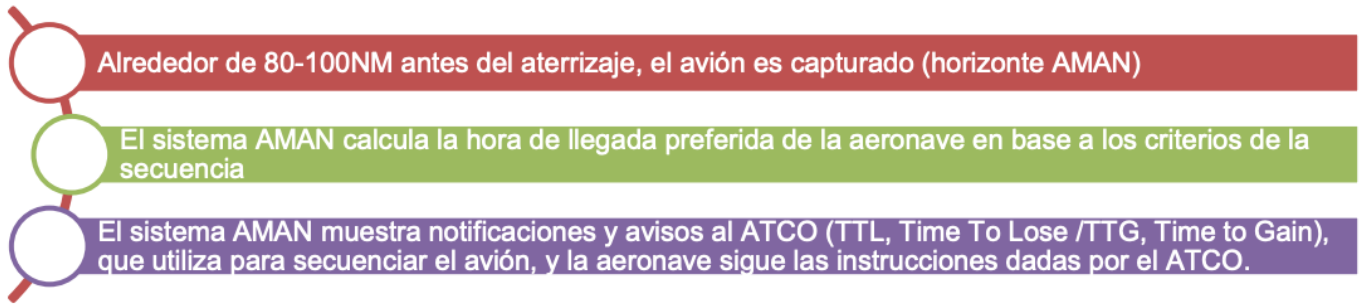 Alrededor de 80-100NM antes del aterrizaje, el avión es capturado (horizonte AMAN)
El sistema AMAN calcula la hora de llegada preferida de la aeronave en base a los criterios de la
secuencia
El sistema AMAN muestra notificaciones y avisos al ATCO (TTL, Time To Lose /TTG, Time to Gain),
que utiliza para secuenciar el avión, y la aeronave sigue las instrucciones dadas por el ATCO.